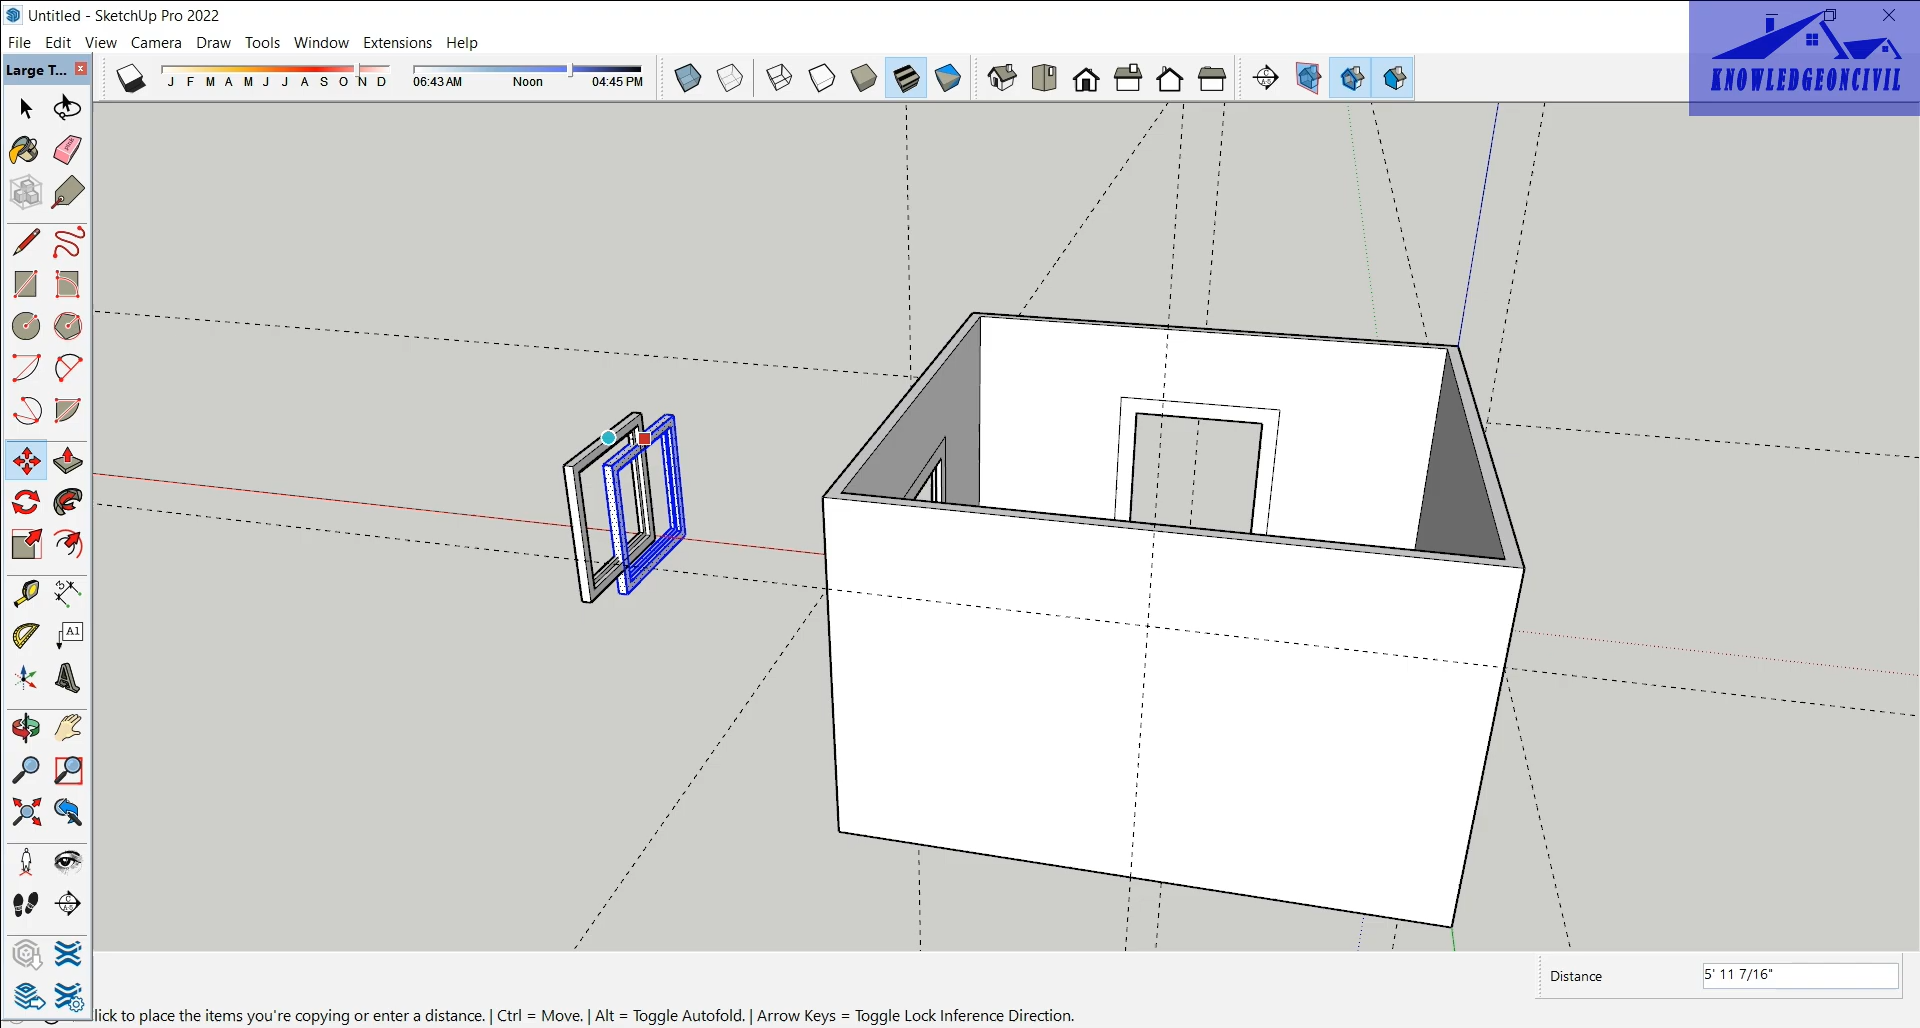 Untitled - SketchUp Pro 2022
File Edit View Camera Draw Tools Window Extensions Help
Large T...
J F M A M J J A S O N D
06:43 AM Noon 04:45 PM
KNOWLEDGEONCIVIL
A1
Distance 5' 11 7/16"
lick to place the items you're copying or enter a distance. | Ctrl = Move. | Alt = Toggle Autofold. | Arrow Keys = Toggle Lock Inference Direction.